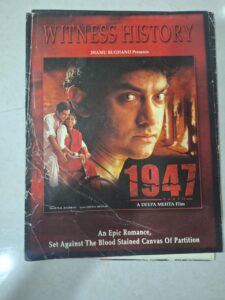 WITNESS HISTORY
JHAMU SUGHAND Presents
1947
EARTH
A DEEPA MEHTA Film
An Epic Romance,
Set Against The Blood Stained Canvas Of Partition